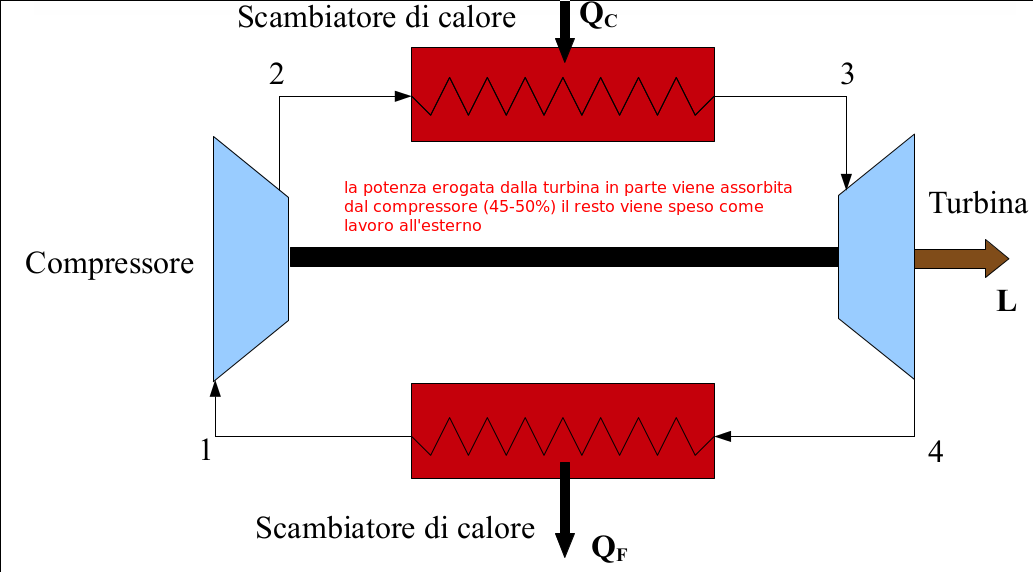 Scambiatore di calore
Q_C
2
3
la potenza erogata dalla turbina in parte viene assorbita
dal compressore (45-50%) il resto viene speso come
lavoro all'esterno
Turbina
Compressore
L
1
4
Scambiatore di calore
Q_F